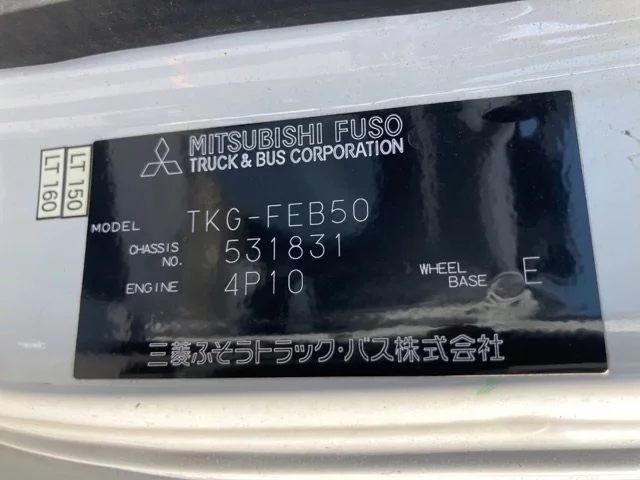 MITSUBISHI FUSO
TRUCK & BUS CORPORATION
LT 160
LT 150
MODEL TKG-FEB50
CHASSIS NO. 531831
ENGINE 4P10
WHEEL BASE E
三菱ふそうトラック・バス株式会社